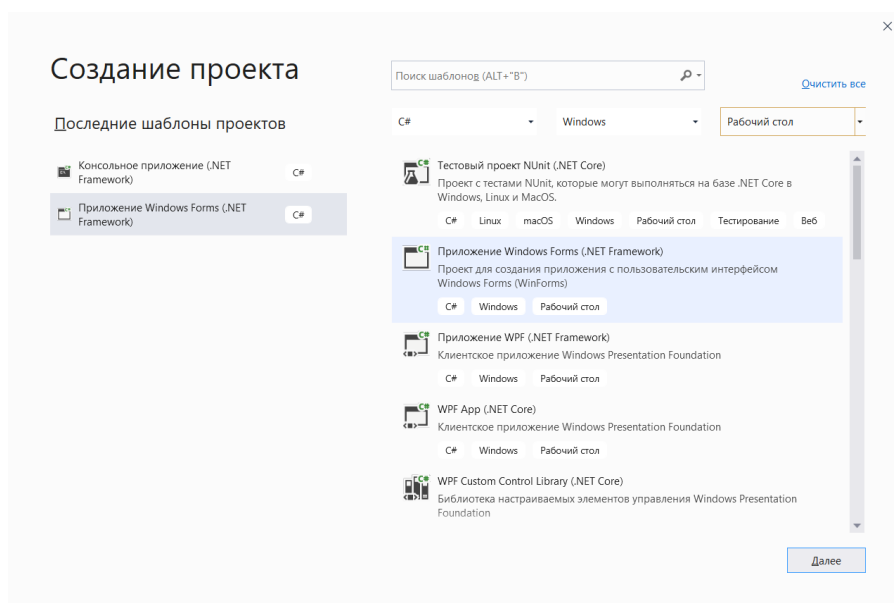 Создание проекта
Последние шаблоны проектов
Консольное приложение (.NET
Framework)
C#
Приложение Windows Forms (.NET
Framework)
C#
Поиск шаблонов (ALT+"В")
Очистить все
C#
Windows
Рабочий стол
Тестовый проект NUnit (.NET Core)
Проект с тестами NUnit, которые могут выполняться на базе .NET Core в
Windows, Linux и MacOS.
C# Linux macOS Windows Рабочий стол Тестирование Веб
Приложение Windows Forms (.NET Framework)
Проект для создания приложения с пользовательским интерфейсом
Windows Forms (WinForms)
C# Windows Рабочий стол
Приложение WPF (.NET Framework)
Клиентское приложение Windows Presentation Foundation
C# Windows Рабочий стол
WPF App (.NET Core)
Клиентское приложение Windows Presentation Foundation
C# Windows Рабочий стол
WPF Custom Control Library (.NET Core)
Библиотека настраиваемых элементов управления Windows Presentation
Foundation
Далее